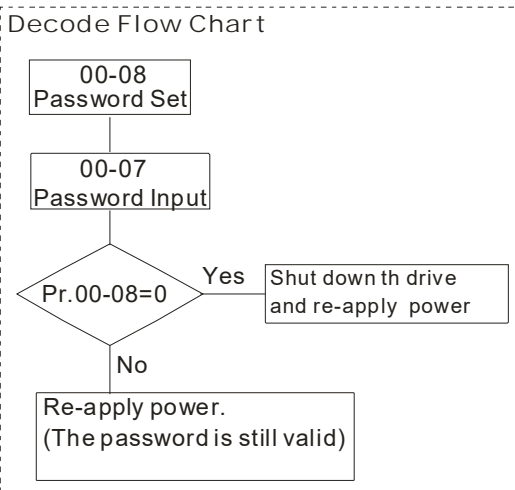 Decode Flow Chart
00-08
Password Set
00-07
Password Input
Pr.00-08=0
Yes
Shut down th drive
and re-apply power
No
Re-apply power.
(The password is still valid)